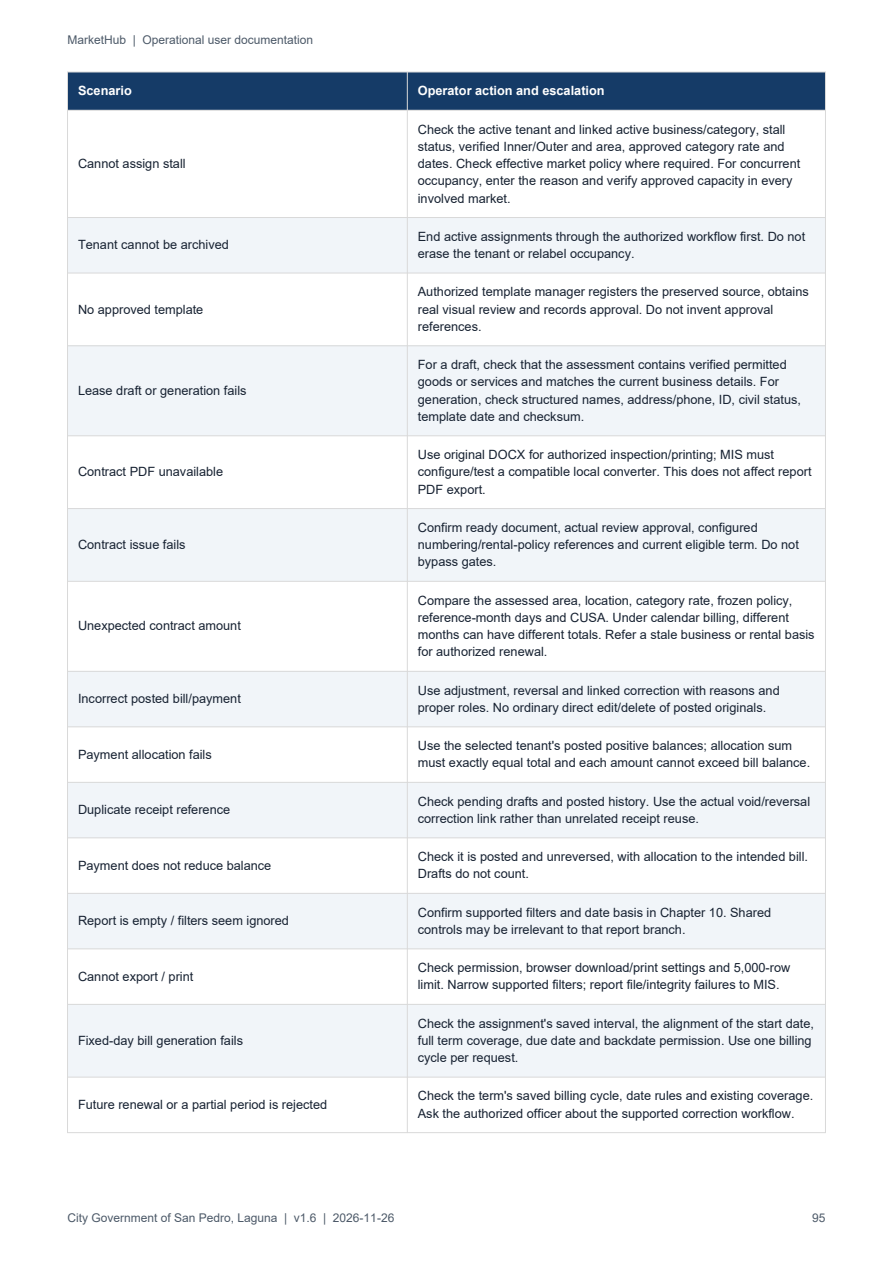 MarketHub | Operational user documentation
Scenario
Operator action and escalation
Cannot assign stall
Check the active tenant and linked active business/category, stall
status, verified Inner/Outer and area, approved category rate and
dates. Check effective market policy where required. For concurrent
occupancy, enter the reason and verify approved capacity in every
involved market.
Tenant cannot be archived
End active assignments through the authorized workflow first. Do not
erase the tenant or relabel occupancy.
No approved template
Authorized template manager registers the preserved source, obtains
real visual review and records approval. Do not invent approval
references.
Lease draft or generation fails
For a draft, check that the assessment contains verified permitted
goods or services and matches the current business details. For
generation, check structured names, address/phone, ID, civil status,
template date and checksum.
Contract PDF unavailable
Use original DOCX for authorized inspection/printing; MIS must
configure/test a compatible local converter. This does not affect report
PDF export.
Contract issue fails
Confirm ready document, actual review approval, configured
numbering/rental-policy references and current eligible term. Do not
bypass gates.
Unexpected contract amount
Compare the assessed area, location, category rate, frozen policy,
reference-month days and CUSA. Under calendar billing, different
months can have different totals. Refer a stale business or rental basis
for authorized renewal.
Incorrect posted bill/payment
Use adjustment, reversal and linked correction with reasons and
proper roles. No ordinary direct edit/delete of posted originals.
Payment allocation fails
Use the selected tenant's posted positive balances; allocation sum
must exactly equal total and each amount cannot exceed bill balance.
Duplicate receipt reference
Check pending drafts and posted history. Use the actual void/reversal
correction link rather than unrelated receipt reuse.
Payment does not reduce balance
Check it is posted and unreversed, with allocation to the intended bill.
Drafts do not count.
Report is empty / filters seem ignored
Confirm supported filters and date basis in Chapter 10. Shared
controls may be irrelevant to that report branch.
Cannot export / print
Check permission, browser download/print settings and 5,000-row
limit. Narrow supported filters; report file/integrity failures to MIS.
Fixed-day bill generation fails
Check the assignment's saved interval, the alignment of the start date,
full term coverage, due date and backdate permission. Use one billing
cycle per request.
Future renewal or a partial period is rejected
Check the term's saved billing cycle, date rules and existing coverage.
Ask the authorized officer about the supported correction workflow.
City Government of San Pedro, Laguna | v1.6 | 2026-11-26
95